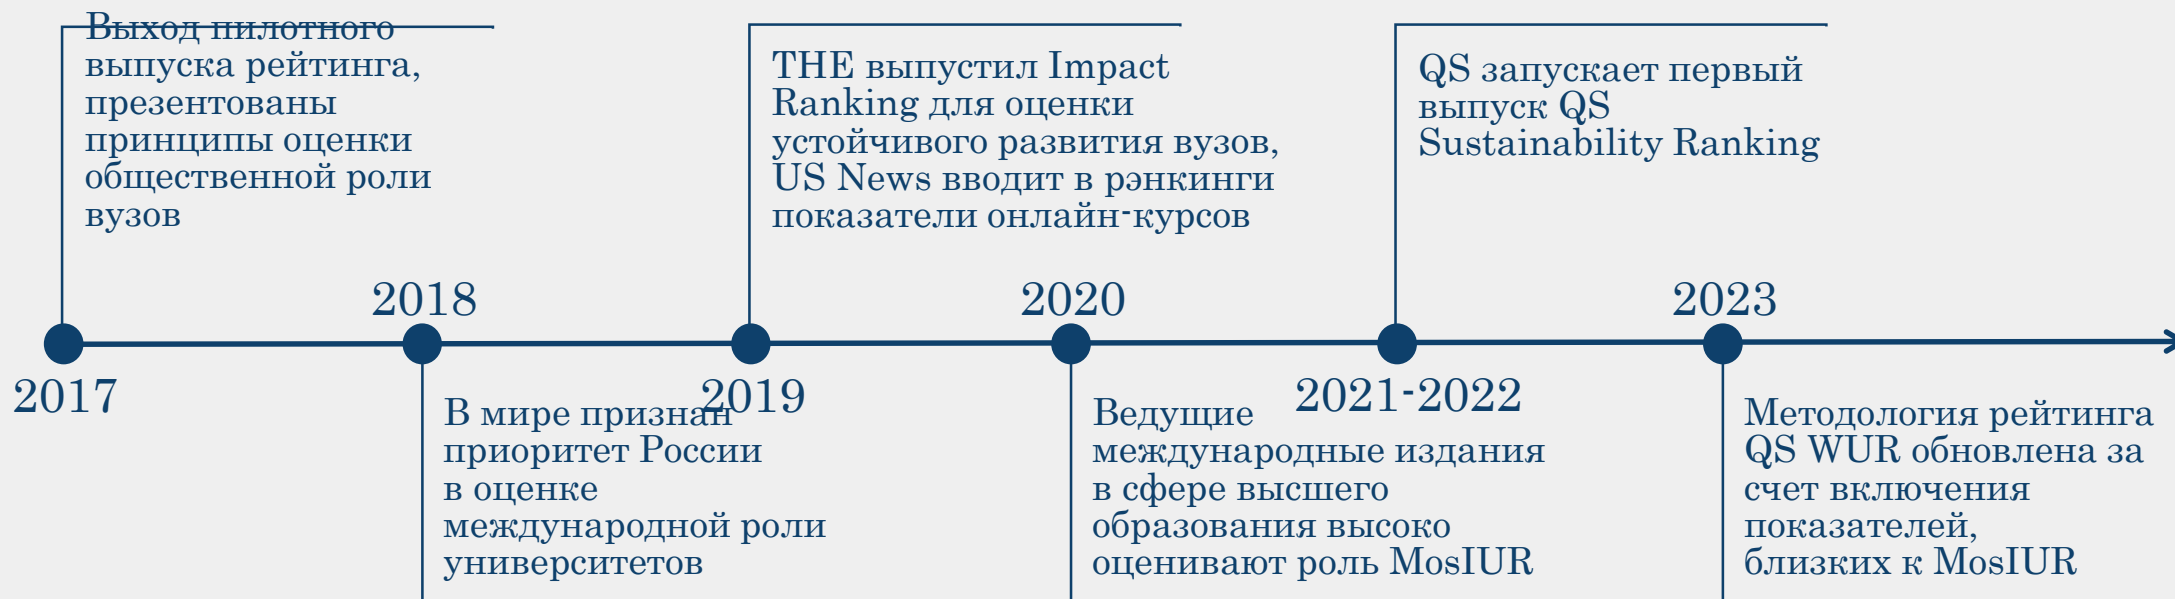 Выход пилотного
выпуска рейтинга,
презентованы
принципы оценки
общественной роли
вузов
2017
2018
В мире признан
приоритет России
в оценке
международной роли
университетов
THE выпустил Impact
Ranking для оценки
устойчивого развития вузов,
US News вводит в рэнкинги
показатели онлайн-курсов
2019
2020
Ведущие
международные издания
в сфере высшего
образования высоко
оценивают роль MosIUR
QS запускает первый
выпуск QS
Sustainability Ranking
2021-2022
2023
Методология рейтинга
QS WUR обновлена за
счет включения
показателей,
близких к MosIUR